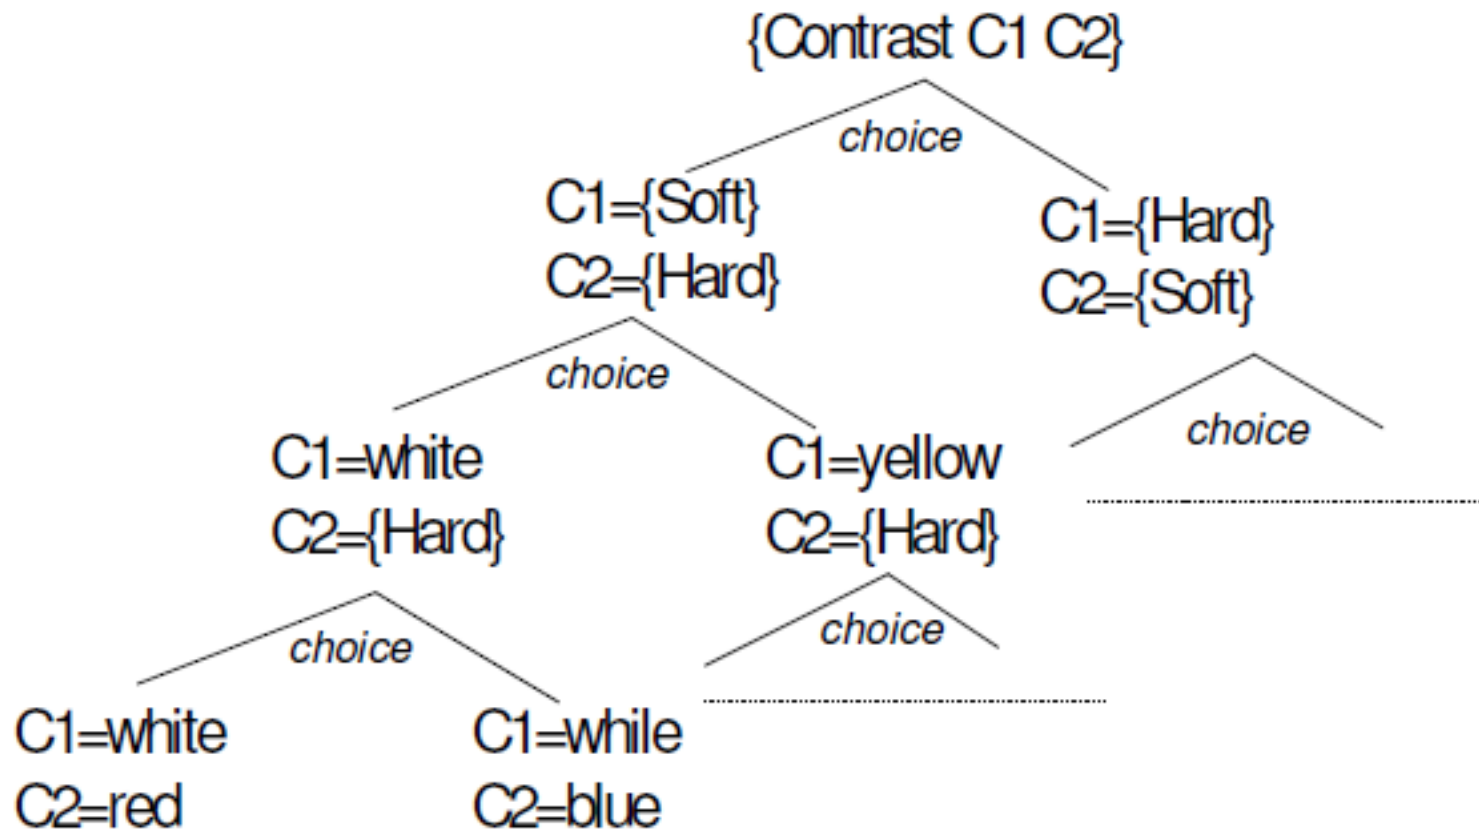 {Contrast C1 C2}
choice
C1={Soft}
C2={Hard}
C1={Hard}
C2={Soft}
choice
choice
C1=white
C2={Hard}
C1=yellow
C2={Hard}
choice
choice
C1=white
C2=red
C1=while
C2=blue